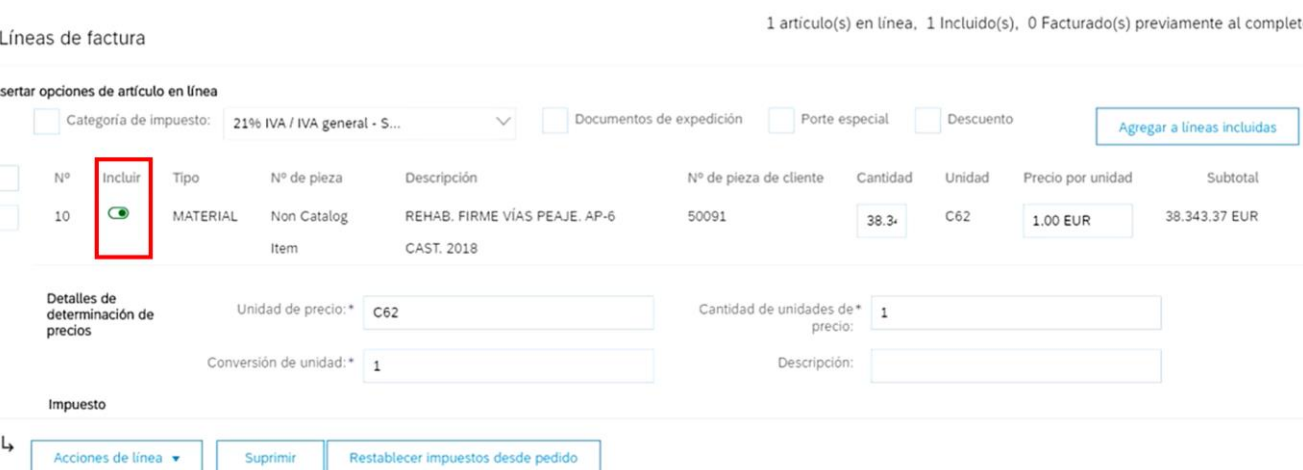 1 artículo(s) en línea, 1 Incluido(s), 0 Facturado(s) previamente al complet
Líneas de factura
sertar opciones de artículo en línea
Categoría de impuesto: 21% IVA / IVA general - S... Documentos de expedición Porte especial Descuento Agregar a líneas incluidas
Nº Incluir Tipo Nº de pieza Descripción Nº de pieza de cliente Cantidad Unidad Precio por unidad Subtotal
10 MATERIAL Non Catalog REHAB. FIRME VÍAS PEAJE. AP-6 50091 38.34 C62 1.00 EUR 38.343.37 EUR
Item CAST. 2018
Detalles de
determinación de
precios
Unidad de precio:* C62 Cantidad de unidades de*
precio: 1
Conversión de unidad:* 1 Descripción:
Impuesto
Acciones de línea Suprimir Restablecer impuestos desde pedido